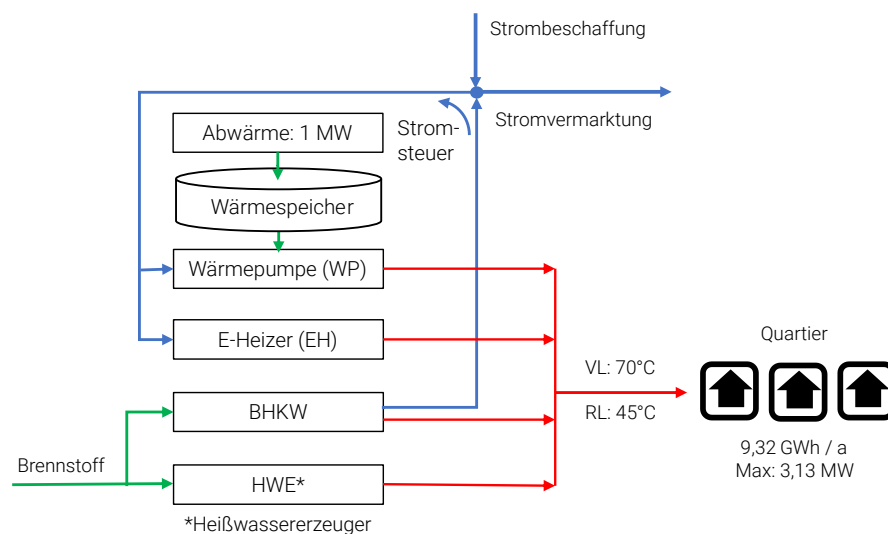 Strombeschaffung
Stromvermarktung
Strom-
steuer
Abwärme: 1 MW
Wärmespeicher
Wärmepumpe (WP)
E-Heizer (EH)
Quartier
VL: 70°C
RL: 45°C
BHKW
9,32 GWh / a
Max: 3,13 MW
Brennstoff
HWE*
*Heißwassererzeuger